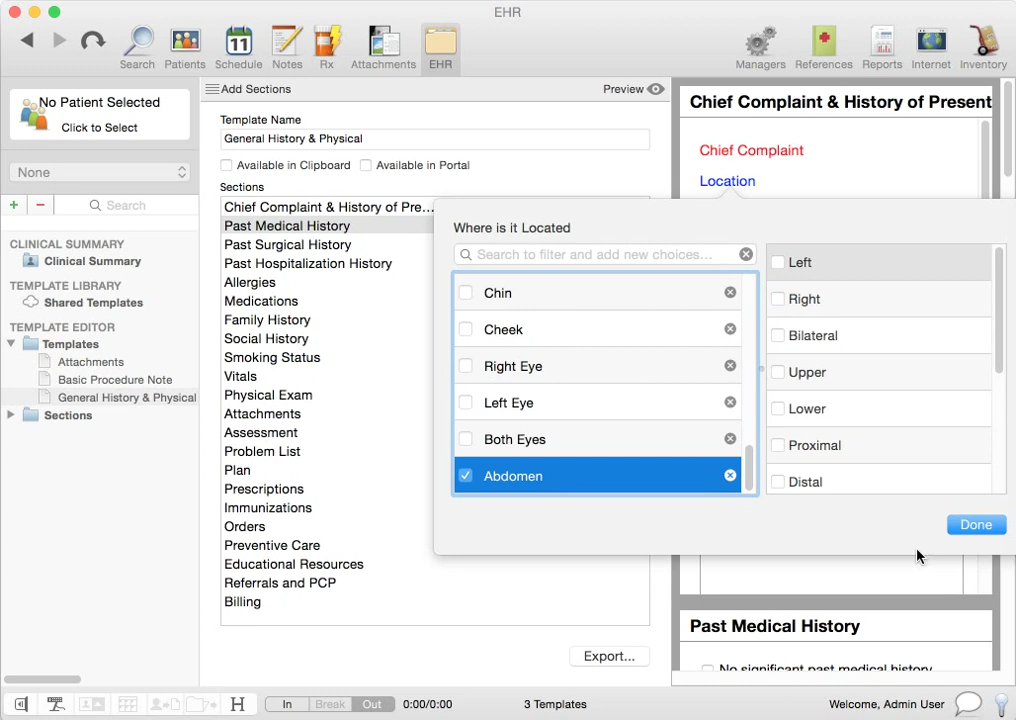 EHR
Search
Patients
11
Schedule
Notes
Rx
Attachments
EHR
Managers
References
Reports
Internet
Inventory
No Patient Selected
Click to Select
None
+ − Search
CLINICAL SUMMARY
Clinical Summary
TEMPLATE LIBRARY
Shared Templates
TEMPLATE EDITOR
Templates
Attachments
Basic Procedure Note
General History & Physical
Sections
Add Sections
Preview
Template Name
General History & Physical
Available in Clipboard
Available in Portal
Sections
Chief Complaint & History of Pre...
Past Medical History
Past Surgical History
Past Hospitalization History
Allergies
Medications
Family History
Social History
Smoking Status
Vitals
Physical Exam
Attachments
Assessment
Problem List
Plan
Prescriptions
Immunizations
Orders
Preventive Care
Educational Resources
Referrals and PCP
Billing
Export...
Where is it Located
Search to filter and add new choices...
Chin
Cheek
Right Eye
Left Eye
Both Eyes
Abdomen
Left
Right
Bilateral
Upper
Lower
Proximal
Distal
Done
Chief Complaint & History of Present
Chief Complaint
Location
Past Medical History
No significant past medical history
H
In
Break
Out
0:00/0:00
3 Templates
Welcome, Admin User